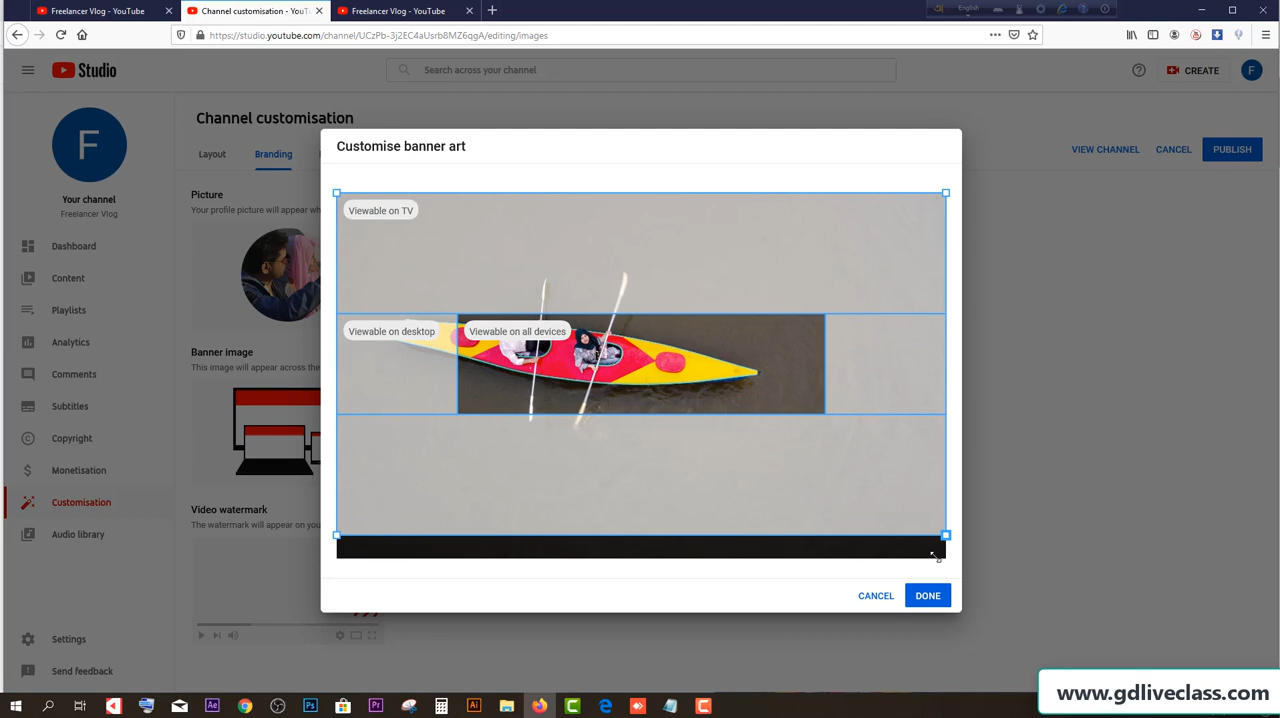 Freelancer Vlog - YouTube
Channel customisation - YouT
Freelancer Vlog - YouTube
English
https://studio.youtube.com/channel/UCzPb-3j2EC4aUsrb8MZ6qgA/editing/images
Studio
Search across your channel
CREATE
F
F
Your channel
Freelancer Vlog
Dashboard
Content
Playlists
Analytics
Comments
Subtitles
Copyright
Monetisation
Customisation
Audio library
Settings
Send feedback
Channel customisation
Layout
Branding
VIEW CHANNEL
CANCEL
PUBLISH
Picture
Your profile picture will appear whe
Banner image
This image will appear across the
Video watermark
The watermark will appear on you
Customise banner art
Viewable on TV
Viewable on desktop
Viewable on all devices
CANCEL
DONE
www.gdliveclass.com